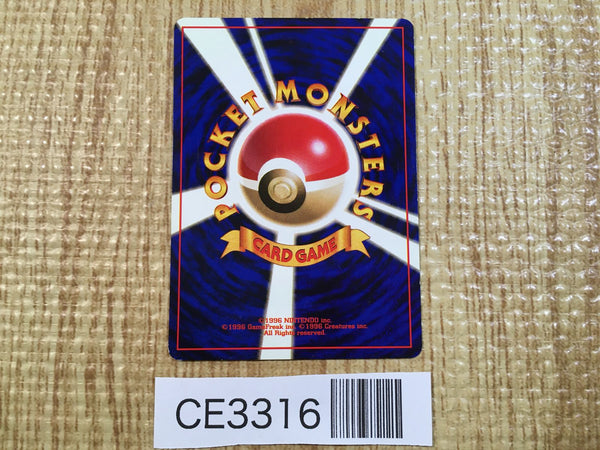 POCKET MONSTERS
CARD GAME
©1996 NINTENDO inc.
©1996 GameFreak inc. ©1996 Creatures inc.
All Rights reserved.
CE3316